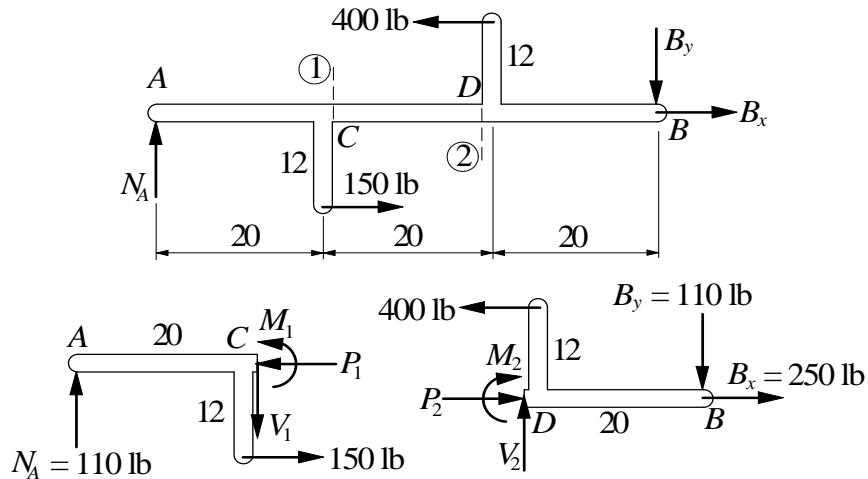 400 lb
12
B_y
A
1
D
C
B_x
B
12
2
N_A
150 lb
20
20
20
A
20
C
M_1
P_1
12
V_1
N_A = 110 lb
150 lb
400 lb
B_y = 110 lb
12
M_2
B_x = 250 lb
P_2
D
20
B
V_2